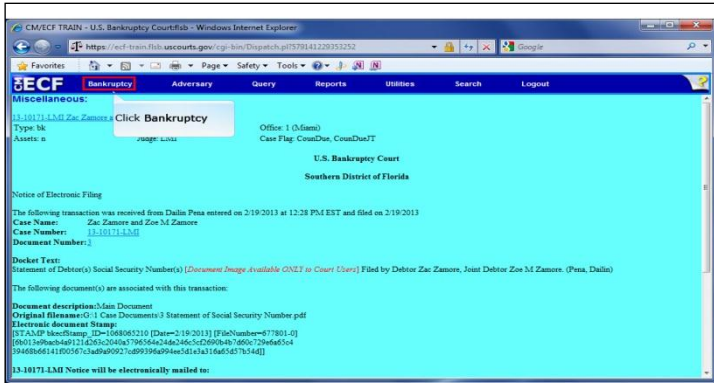 CM/ECF TRAIN - U.S. Bankruptcy Court:flsb - Windows Internet Explorer
https://ecf-train.flsb.uscourts.gov/cgi-bin/Dispatch.pl?579141229353252
Google
Favorites Page Safety Tools
ECF Bankruptcy Adversary Query Reports Utilities Search Logout
Miscellaneous:
Click Bankruptcy
13-10171-LMI Zac Zamore
Type: bk Office: 1 (Miami)
Assets: n Judge: LMI Case Flag: CounDue, CounDueJT
U.S. Bankruptcy Court
Southern District of Florida
Notice of Electronic Filing
The following transaction was received from Dailin Pena entered on 2/19/2013 at 12:28 PM EST and filed on 2/19/2013
Case Name: Zac Zamore and Zoe M Zamore
Case Number: 13-10171-LMI
Document Number: 3
Docket Text:
Statement of Debtor(s) Social Security Number(s) [Document Image Available ONLY to Court Users] Filed by Debtor Zac Zamore, Joint Debtor Zoe M Zamore. (Pena, Dailin)
The following document(s) are associated with this transaction:
Document description:Main Document
Original filename:G:\1 Case Documents\3 Statement of Social Security Number.pdf
Electronic document Stamp:
[STAMP bkecfStamp_ID=1068065210 [Date=2/19/2013] [FileNumber=677801-0]
13-10171-LMI Notice will be electronically mailed to: